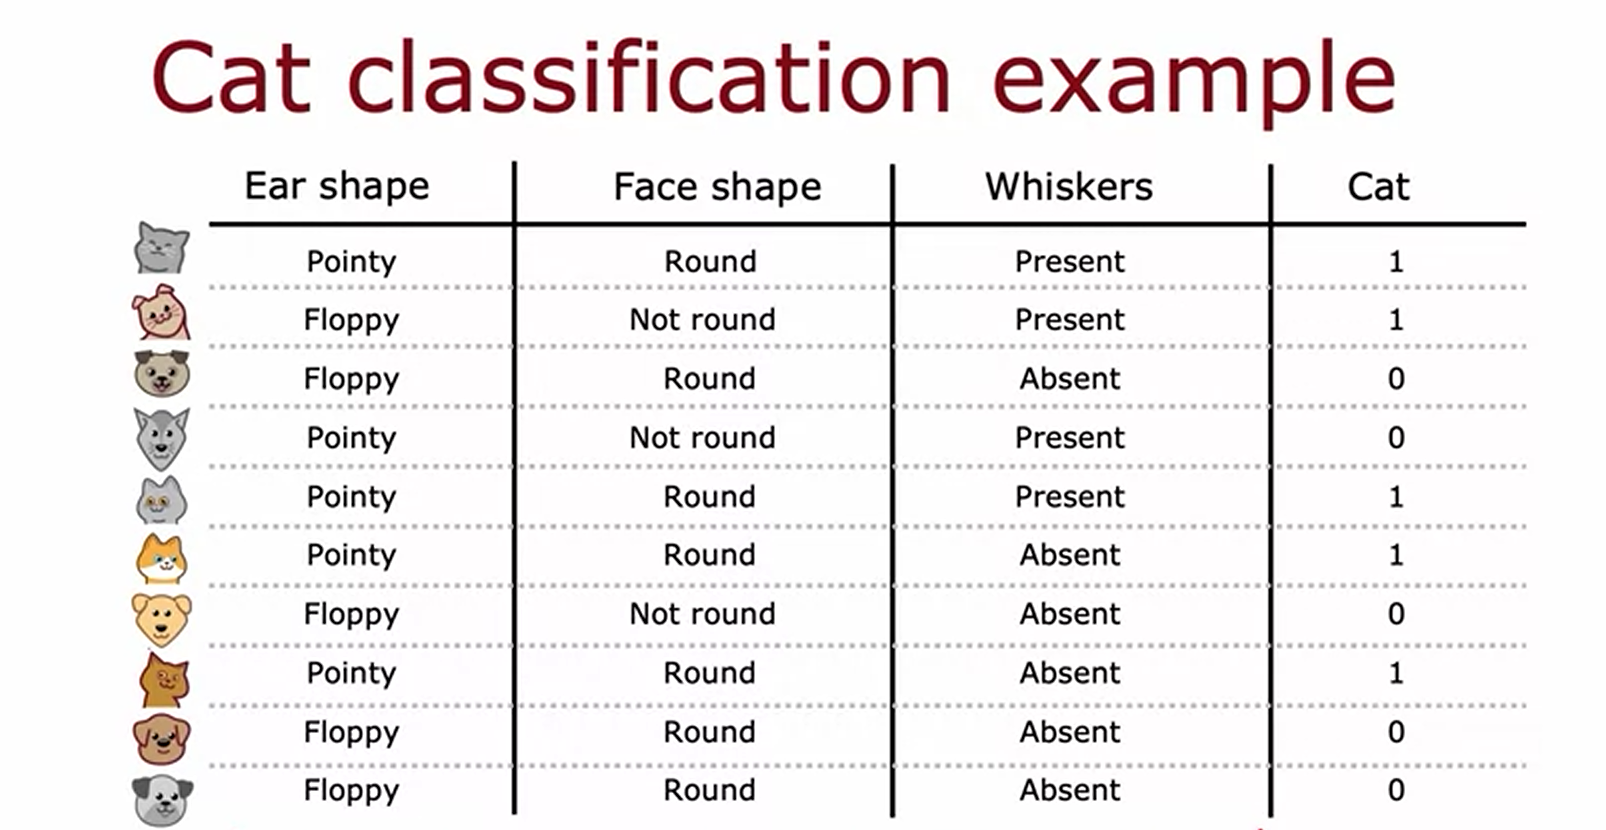 Cat classification example
Ear shape Face shape Whiskers Cat
Pointy Round Present 1
Floppy Not round Present 1
Floppy Round Absent 0
Pointy Not round Present 0
Pointy Round Present 1
Pointy Round Absent 1
Floppy Not round Absent 0
Pointy Round Absent 1
Floppy Round Absent 0
Floppy Round Absent 0